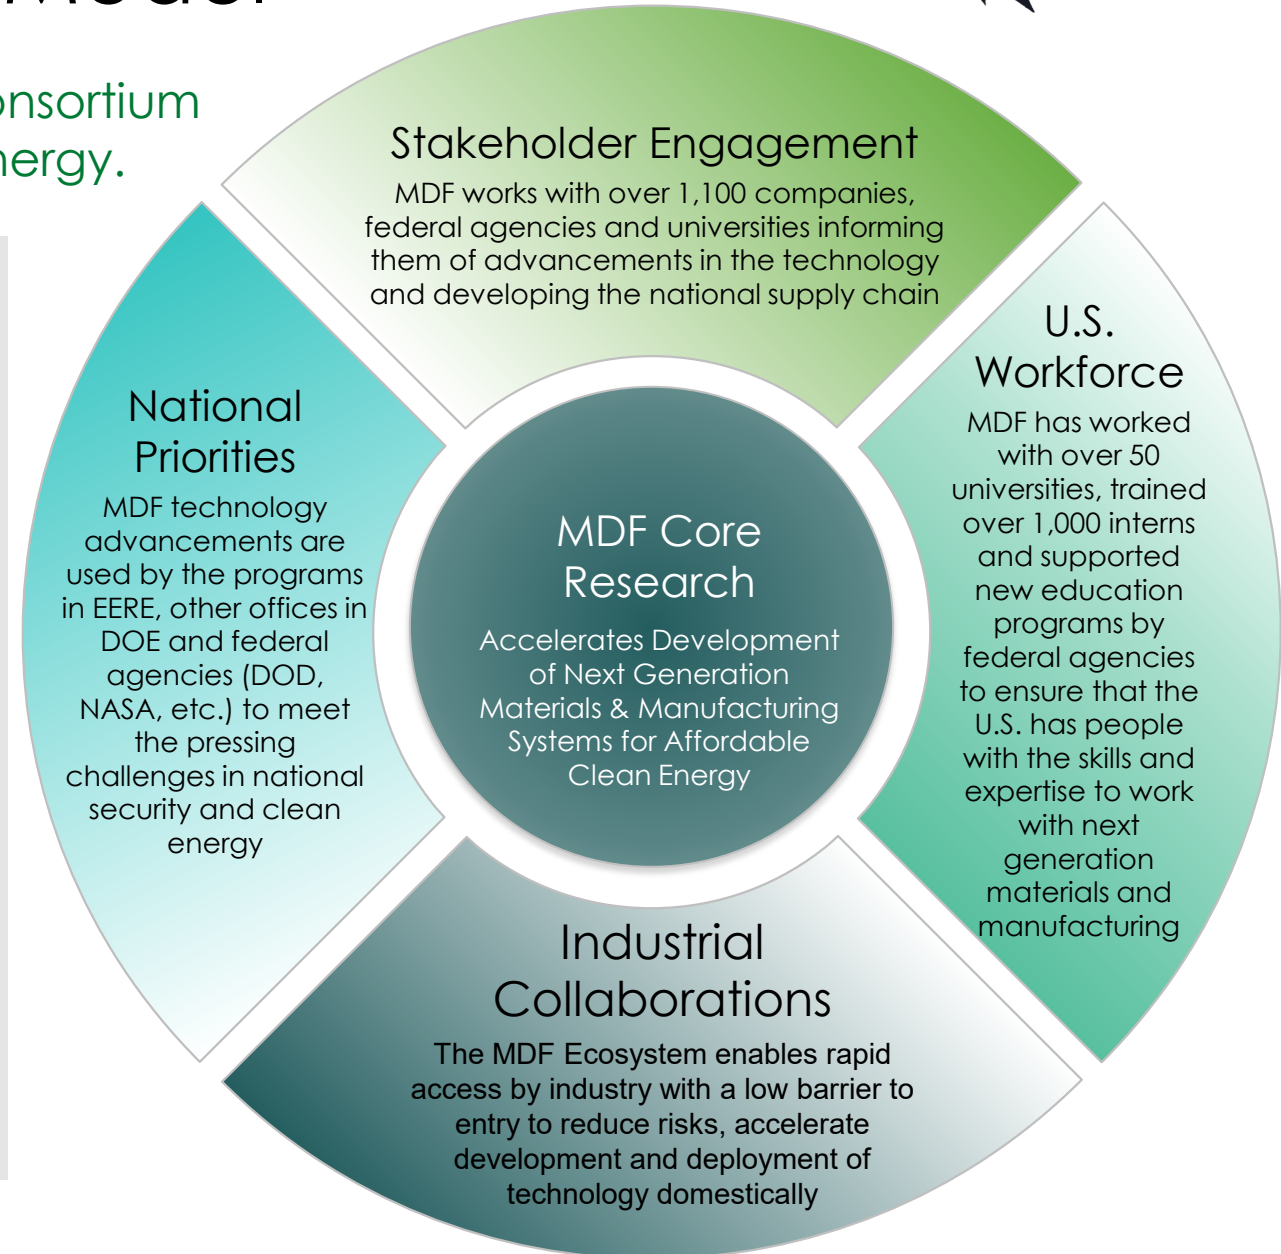 Model
onsortium
nergy.
Stakeholder Engagement
MDF works with over 1,100 companies,
federal agencies and universities informing
them of advancements in the technology
and developing the national supply chain
National
Priorities
MDF technology
advancements are
used by the programs
in EERE, other offices in
DOE and federal
agencies (DOD,
NASA, etc.) to meet
the pressing
challenges in national
security and clean
energy
MDF Core
Research
Accelerates Development
of Next Generation
Materials & Manufacturing
Systems for Affordable
Clean Energy
U.S.
Workforce
MDF has worked
with over 50
universities, trained
over 1,000 interns
and supported
new education
programs by
federal agencies
to ensure that the
U.S. has people
with the skills and
expertise to work
with next
generation
materials and
manufacturing
Industrial
Collaborations
The MDF Ecosystem enables rapid
access by industry with a low barrier to
entry to reduce risks, accelerate
development and deployment of
technology domestically